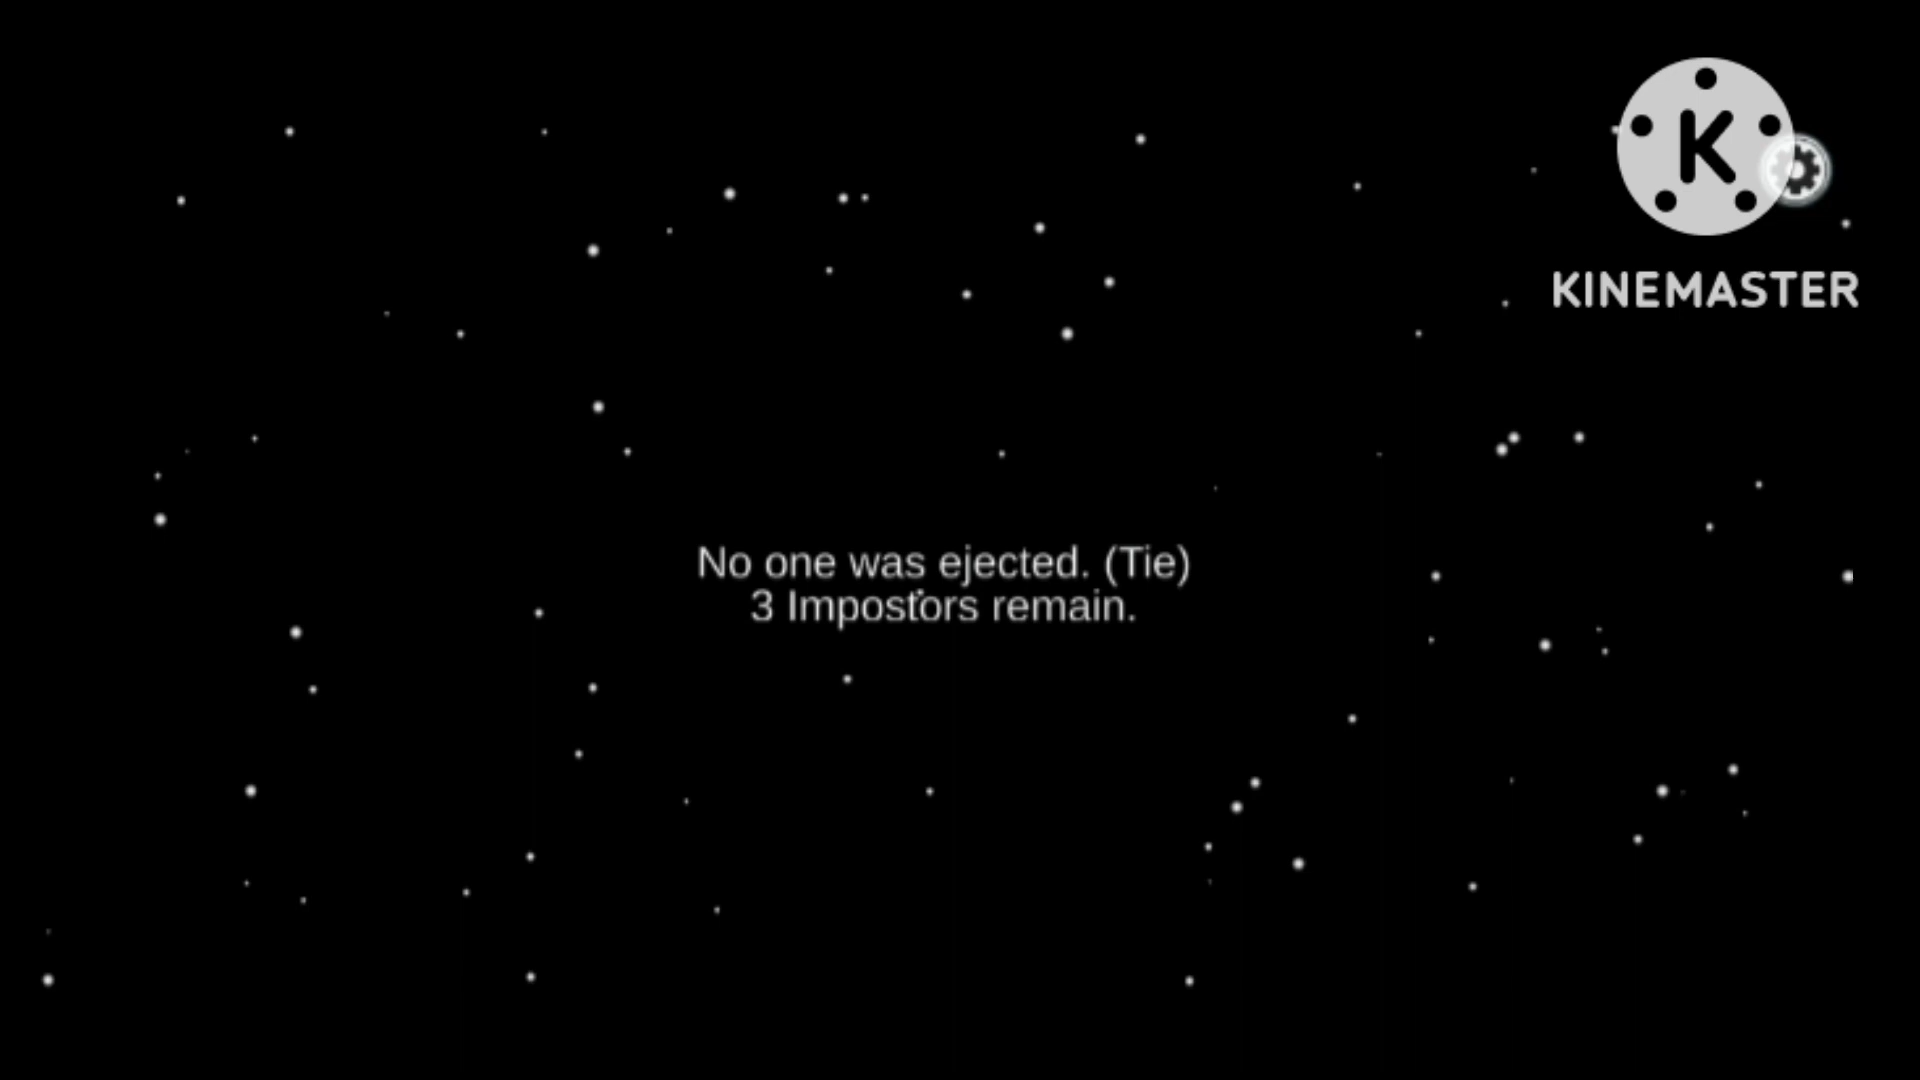 K
KINEMASTER
No one was ejected. (Tie)
3 Impostors remain.